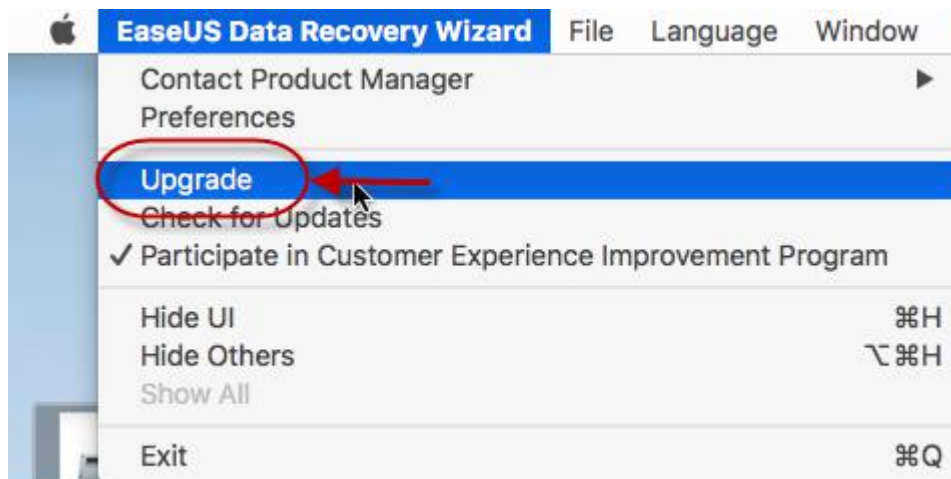 EaseUS Data Recovery Wizard File Language Window
Contact Product Manager ▶
Preferences
Upgrade
Check for Updates
✓ Participate in Customer Experience Improvement Program
Hide UI ⌘H
Hide Others ⌥⌘H
Show All
Exit ⌘Q